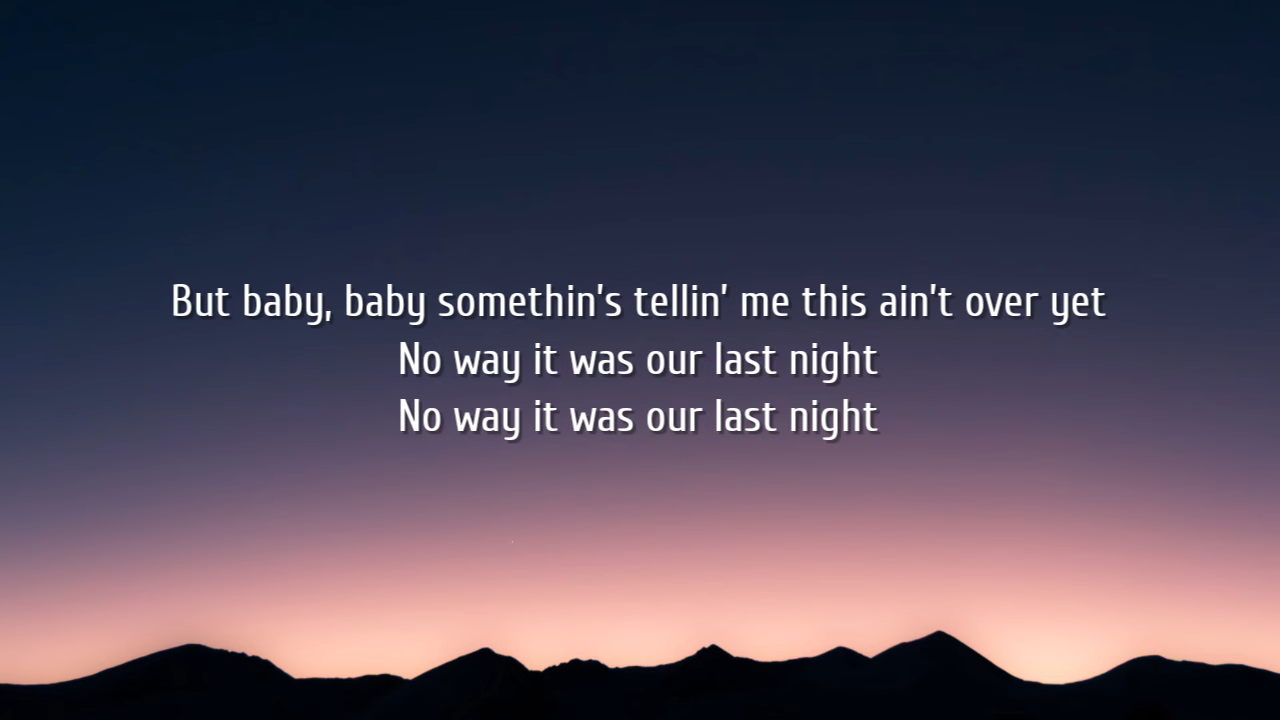 But baby, baby somethin's tellin' me this ain't over yet
No way it was our last night
No way it was our last night